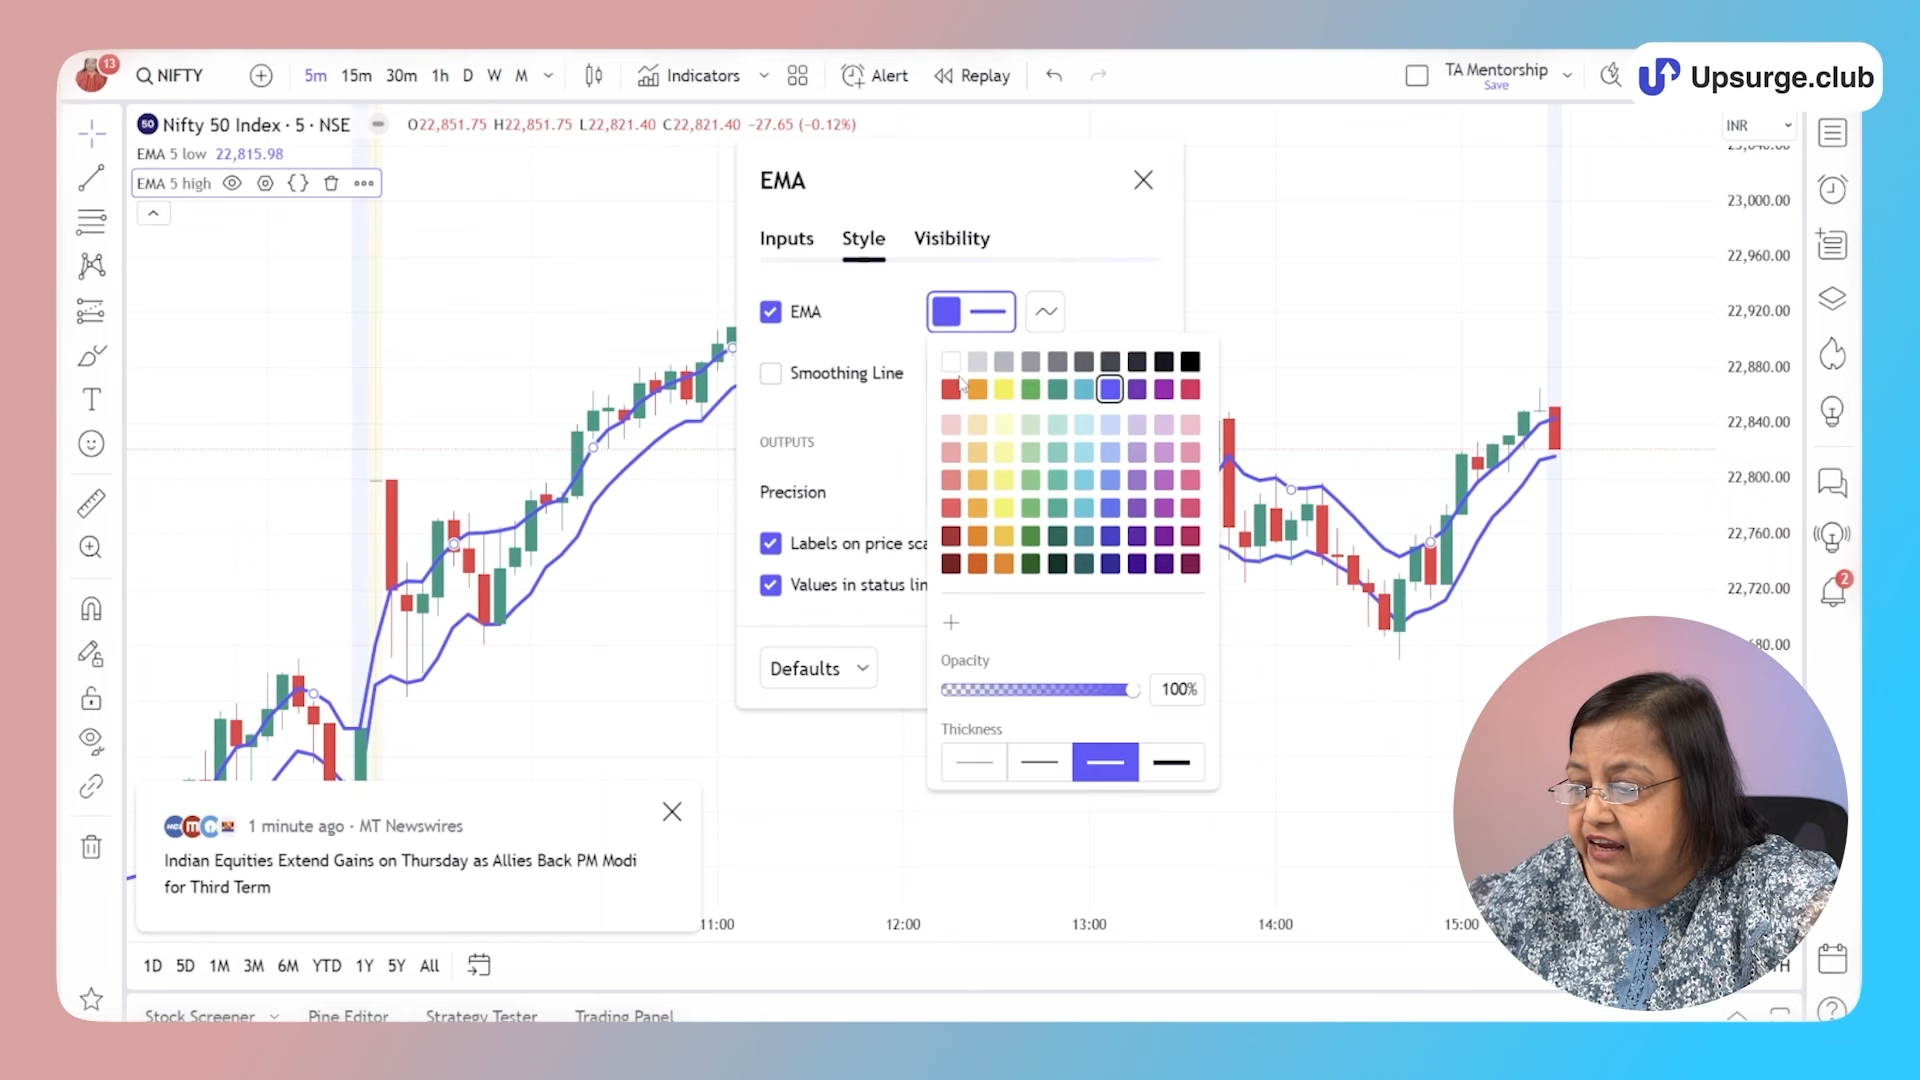 13
NIFTY
5m 15m 30m 1h D W M
Indicators
Alert
Replay
TA Mentorship
Save
Upsurge.club
50 Nifty 50 Index · 5 · NSE
O22,851.75 H22,851.75 L22,821.40 C22,821.40 −27.65 (−0.12%)
INR
EMA 5 low 22,815.98
EMA 5 high
EMA
Inputs Style Visibility
EMA
Smoothing Line
OUTPUTS
Precision
Labels on price sca
Values in status lin
Defaults
Opacity
100%
Thickness
23,000.00
22,960.00
22,920.00
22,880.00
22,840.00
22,800.00
22,760.00
22,720.00
80.00
2
1 minute ago · MT Newswires
Indian Equities Extend Gains on Thursday as Allies Back PM Modi
for Third Term
11:00 12:00 13:00 14:00 15:00
1D 5D 1M 3M 6M YTD 1Y 5Y All
Stock Screener Pine Editor Strategy Tester Trading Panel